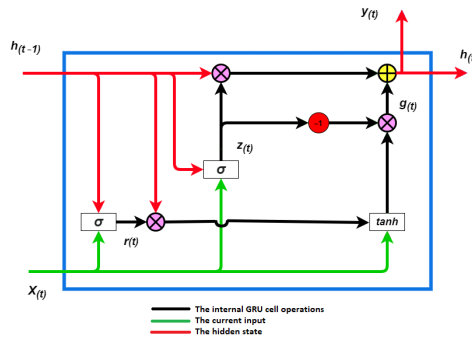 y(t)
h(t-1)
h(t
g(t)
-1
z(t)
σ
σ
tanh
r(t)
X(t)
The internal GRU cell operations
The current input
The hidden state